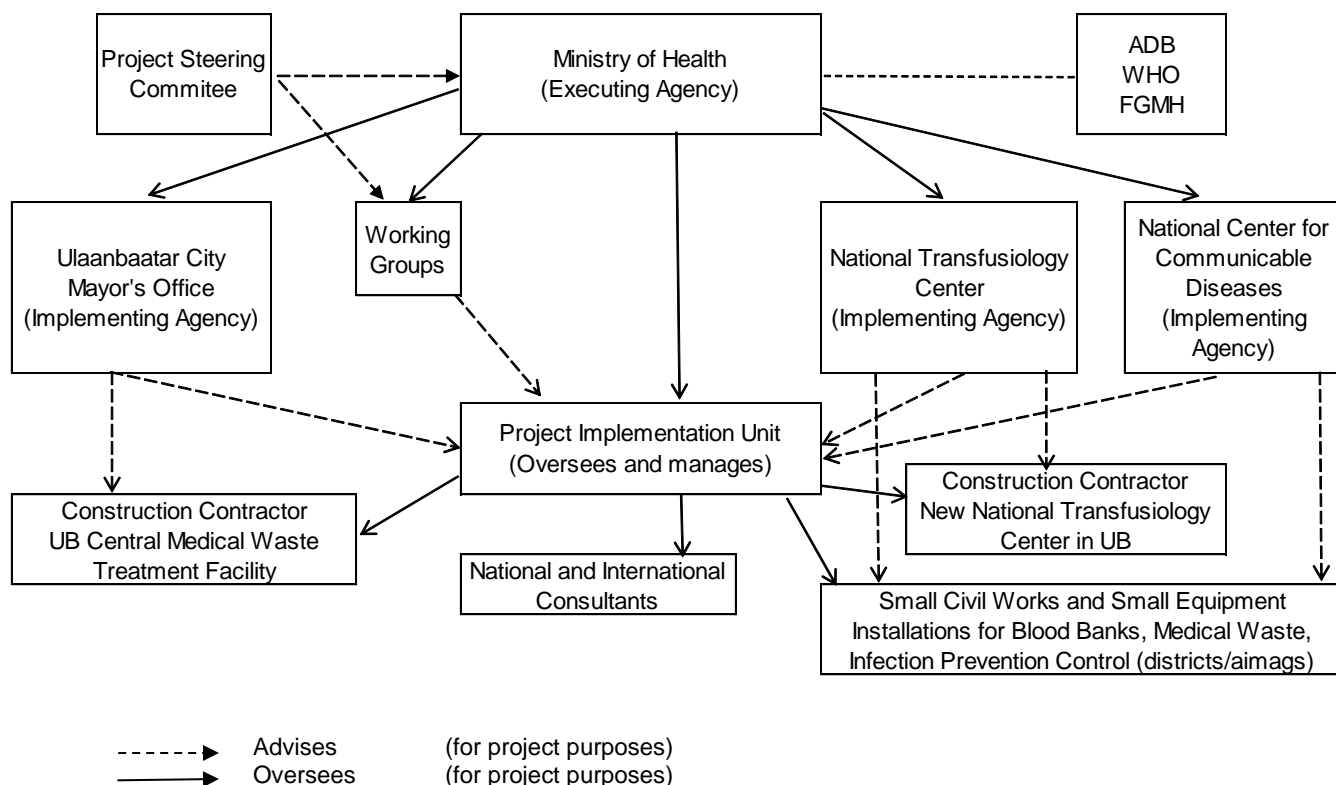 Project Steering
Commitee
Ministry of Health
(Executing Agency)
ADB
WHO
FGMH
Ulaanbaatar City
Mayor's Office
(Implementing Agency)
Working
Groups
National Transfusiology
Center
(Implementing Agency)
National Center for
Communicable
Diseases
(Implementing
Agency)
Project Implementation Unit
(Oversees and manages)
Construction Contractor
UB Central Medical Waste
Treatment Facility
National and International
Consultants
Construction Contractor
New National Transfusiology
Center in UB
Small Civil Works and Small Equipment
Installations for Blood Banks, Medical Waste,
Infection Prevention Control (districts/aimags)
Advises (for project purposes)
Oversees (for project purposes)